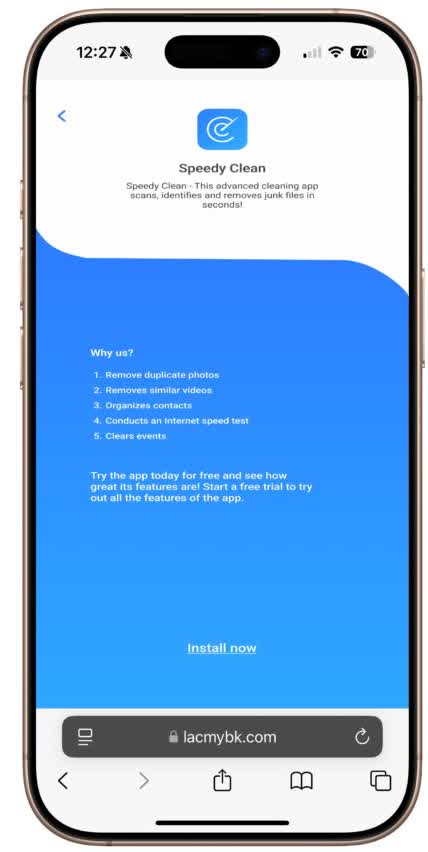 12:27
70
Speedy Clean
Speedy Clean - This advanced cleaning app
scans, identifies and removes junk files in
seconds!
Why us?
1. Remove duplicate photos
2. Removes similar videos
3. Organizes contacts
4. Conducts an Internet speed test
5. Clears events
Try the app today for free and see how
great its features are! Start a free trial to try
out all the features of the app.
Install now
lacmybk.com